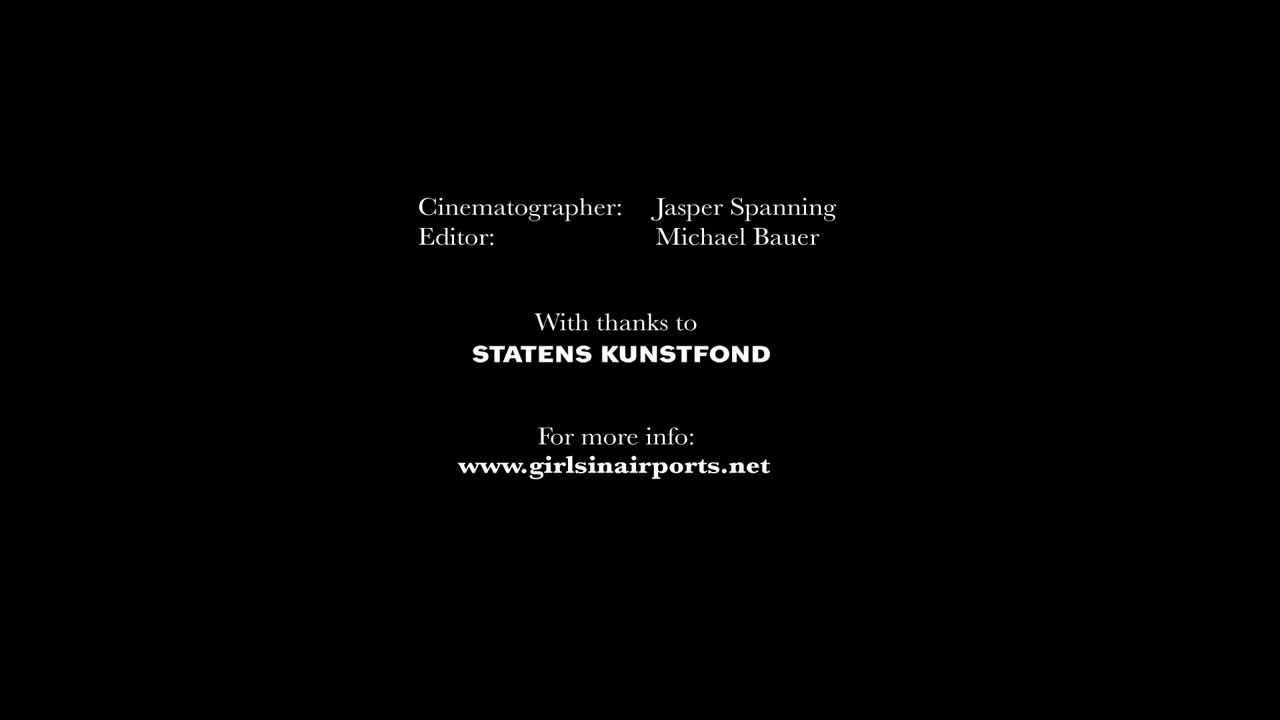 Cinematographer: Jasper Spanning
Editor: Michael Bauer
With thanks to
STATENS KUNSTFOND
For more info:
www.girlsinairports.net